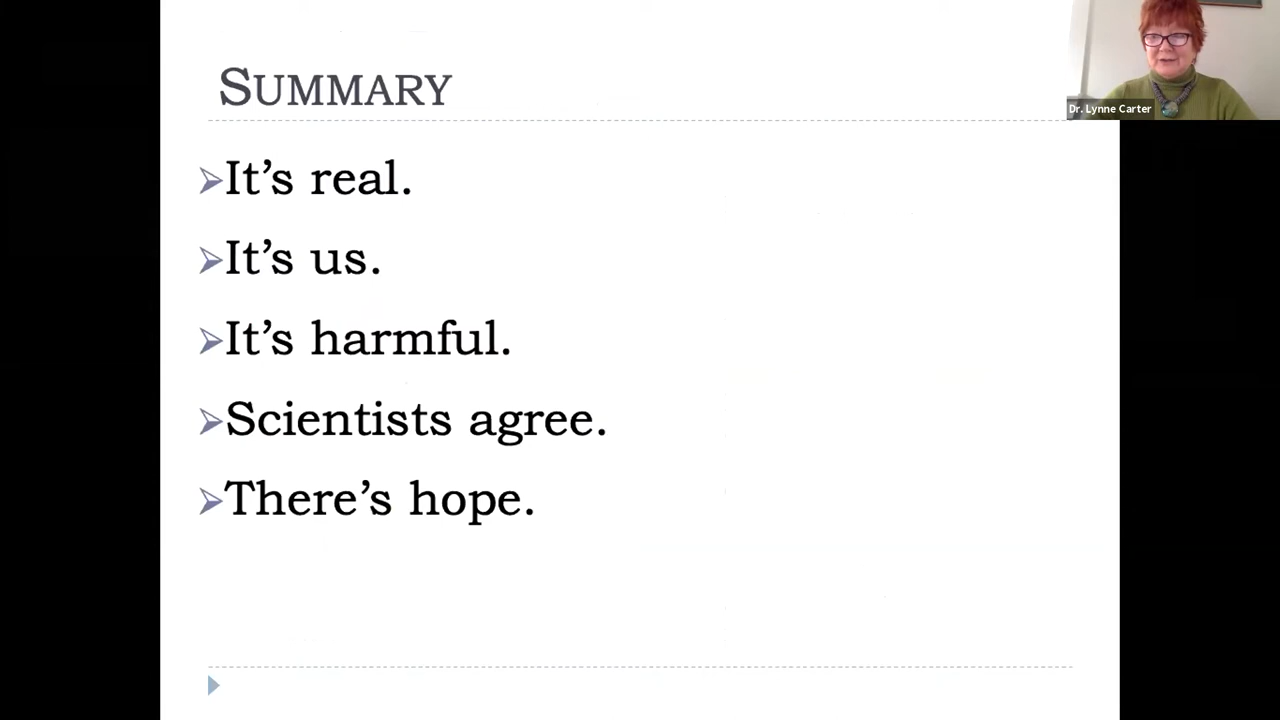 SUMMARY
Dr. Lynne Carter
It’s real.
It’s us.
It’s harmful.
Scientists agree.
There’s hope.